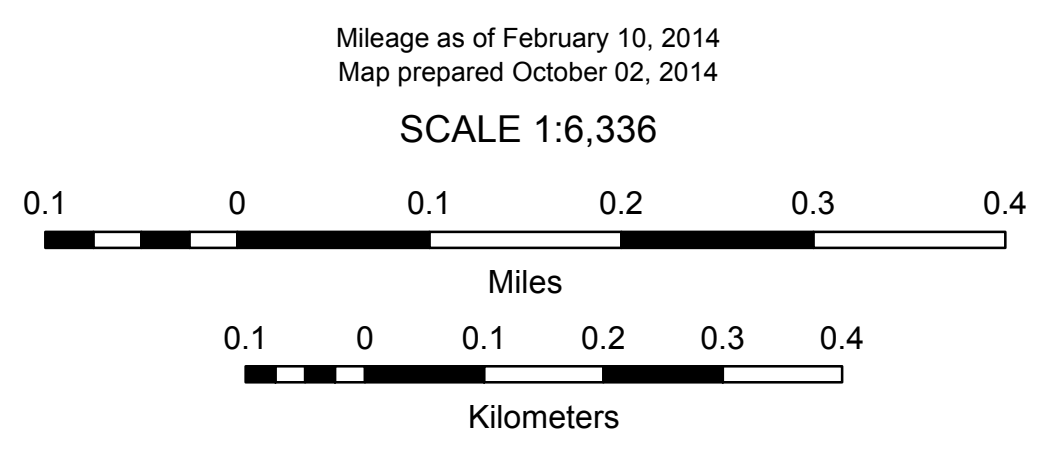 Mileage as of February 10, 2014
Map prepared October 02, 2014
SCALE 1:6,336
0.1 0 0.1 0.2 0.3 0.4
Miles
0.1 0 0.1 0.2 0.3 0.4
Kilometers